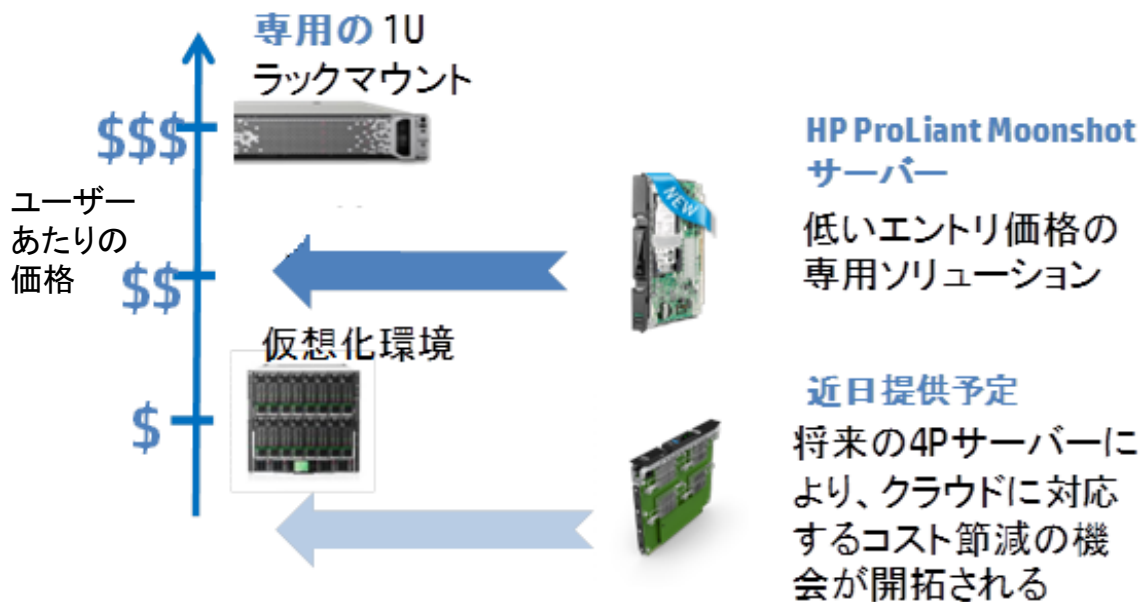 専用の 1U
ラックマウント
$$$
ユーザー
あたりの
価格
$$
仮想化環境
$
NEW
HP ProLiant Moonshot
サーバー
低いエントリ価格の
専用ソリューション
近日提供予定
将来の4Pサーバーに
より、クラウドに対応
するコスト節減の機
会が開拓される